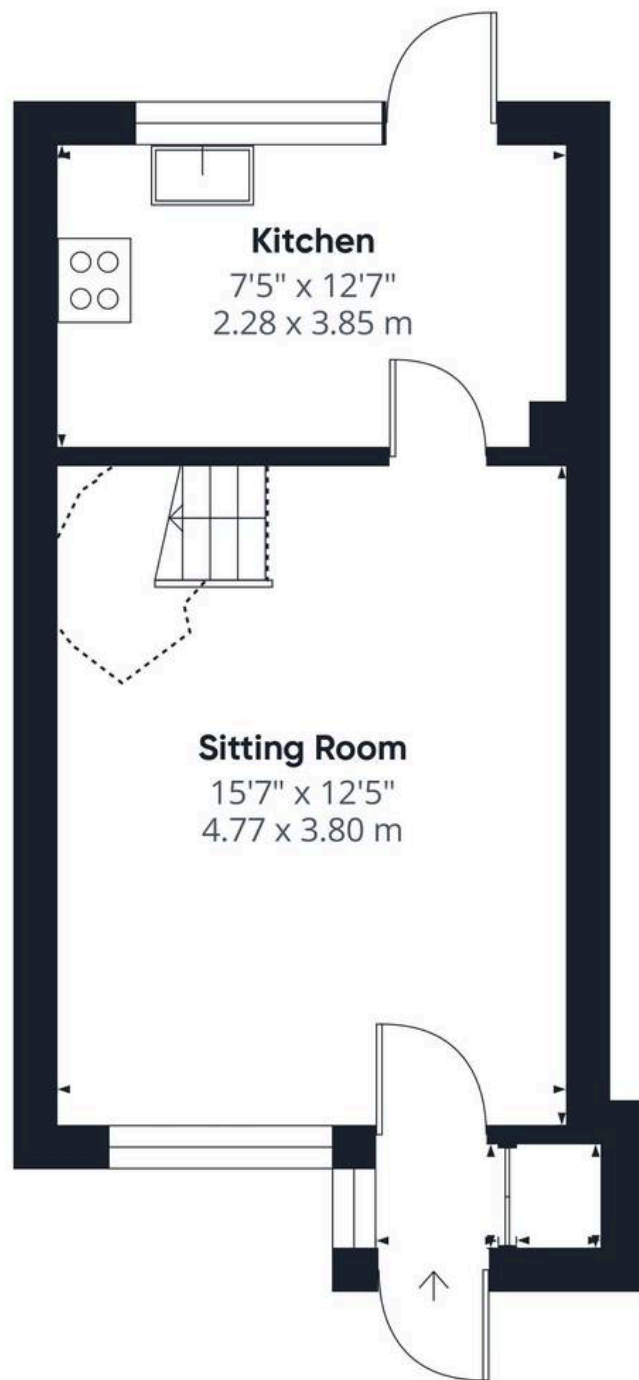 Kitchen
7'5" x 12'7"
2.28 x 3.85 m
Sitting Room
15'7" x 12'5"
4.77 x 3.80 m